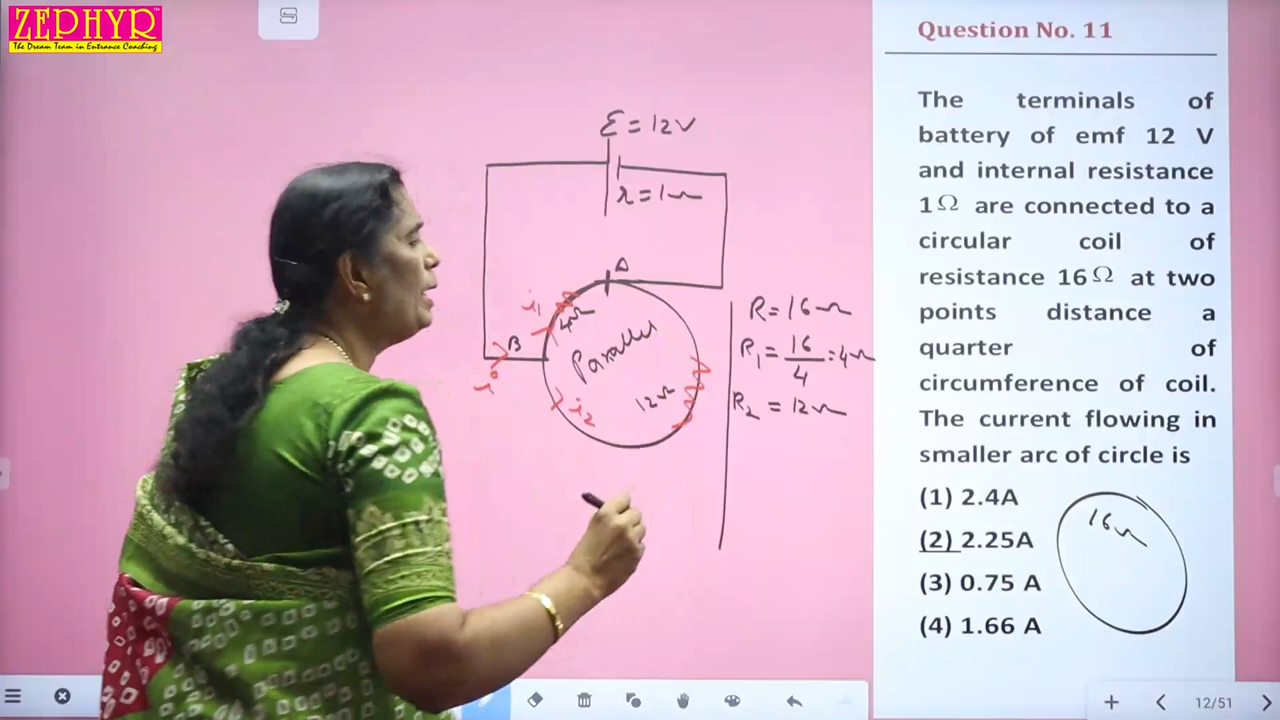 ZEPHYR™
The Dream Team in Entrance Coaching
Question No. 11
The terminals of
battery of emf 12 V
and internal resistance
1Ω are connected to a
circular coil of
resistance 16Ω at two
points distance a
quarter of
circumference of coil.
The current flowing in
smaller arc of circle is
(1) 2.4A
(2) 2.25A
(3) 0.75 A
(4) 1.66 A
16Ω
ε = 12V
r = 1Ω
A
i₁
4Ω
B
i
Parallel
i₂
12Ω
R = 16Ω
R₁ = 16/4 = 4Ω
R₂ = 12Ω
12/51